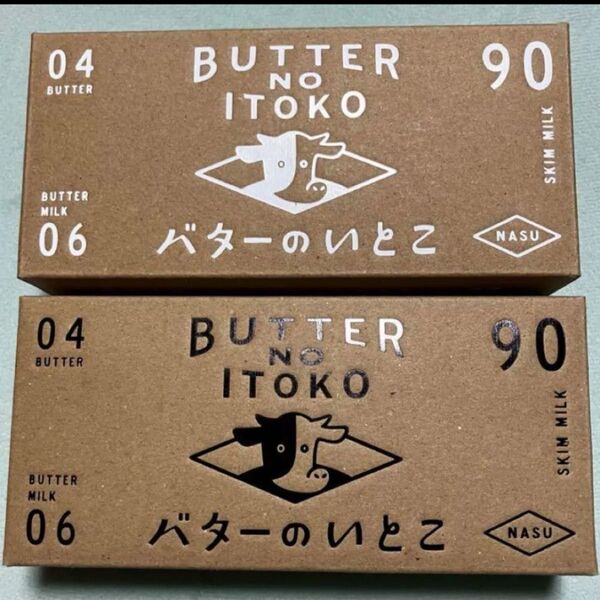 04
BUTTER
BUTTER
NO
ITOKO
90
SKIM MILK
BUTTER
MILK
06
バターのいとこ
NASU
04
BUTTER
BUTTER
NO
ITOKO
90
SKIM MILK
BUTTER
MILK
06
バターのいとこ
NASU